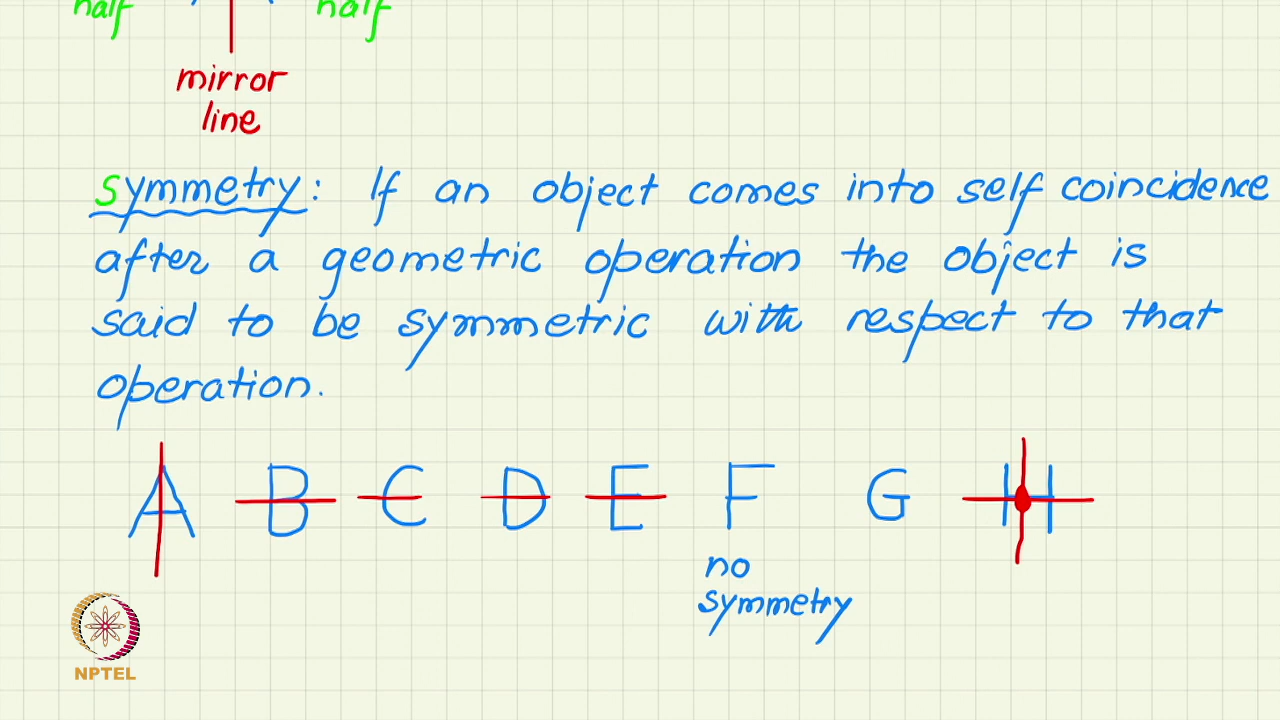 half half
mirror
line
Symmetry: If an object comes into self coincidence
after a geometric operation the object is
said to be symmetric with respect to that
operation.
A B C D E F G H
no
symmetry
NPTEL